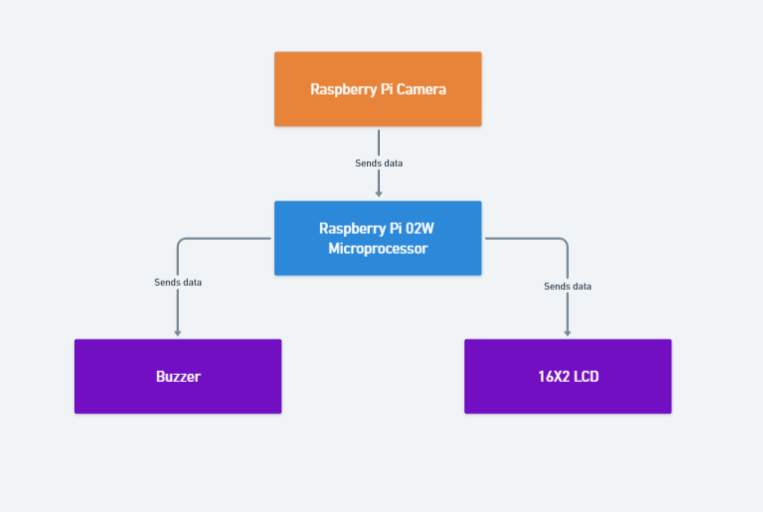 Raspberry Pi Camera
Sends data
Raspberry Pi 02W
Microprocessor
Sends data
Sends data
Buzzer
16X2 LCD